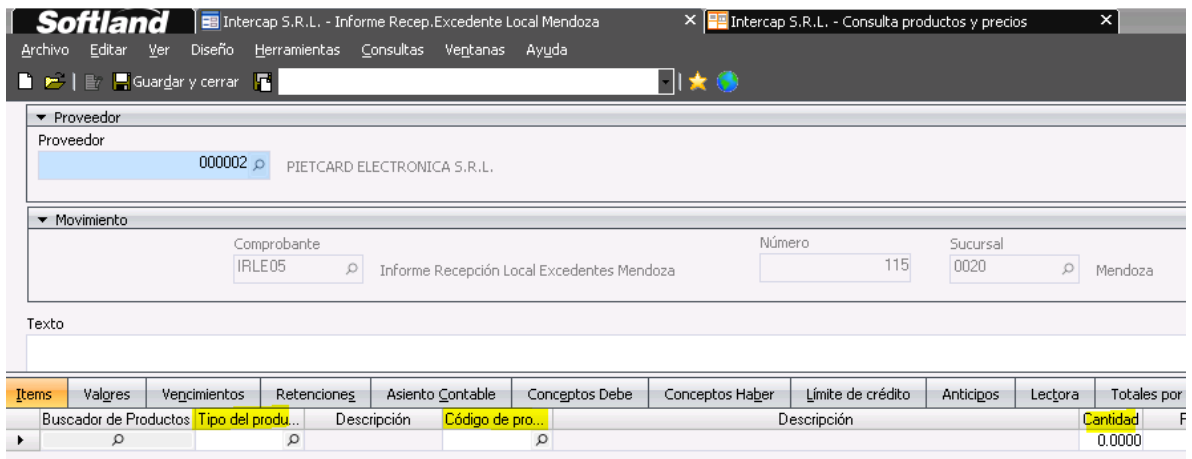 Softland Intercap S.R.L. - Informe Recep.Excedente Local Mendoza Intercap S.R.L. - Consulta productos y precios
Archivo Editar Ver Diseño Herramientas Consultas Ventanas Ayuda
Guardar y cerrar
Proveedor
Proveedor
000002 PIETCARD ELECTRONICA S.R.L.
Movimiento
Comprobante Número Sucursal
IRLE05 Informe Recepción Local Excedentes Mendoza 115 0020 Mendoza
Texto
Items Valores Vencimientos Retenciones Asiento Contable Conceptos Debe Conceptos Haber Límite de crédito Anticipos Lectora Totales por
Buscador de Productos Tipo del produ... Descripción Código de pro... Descripción Cantidad
0.0000